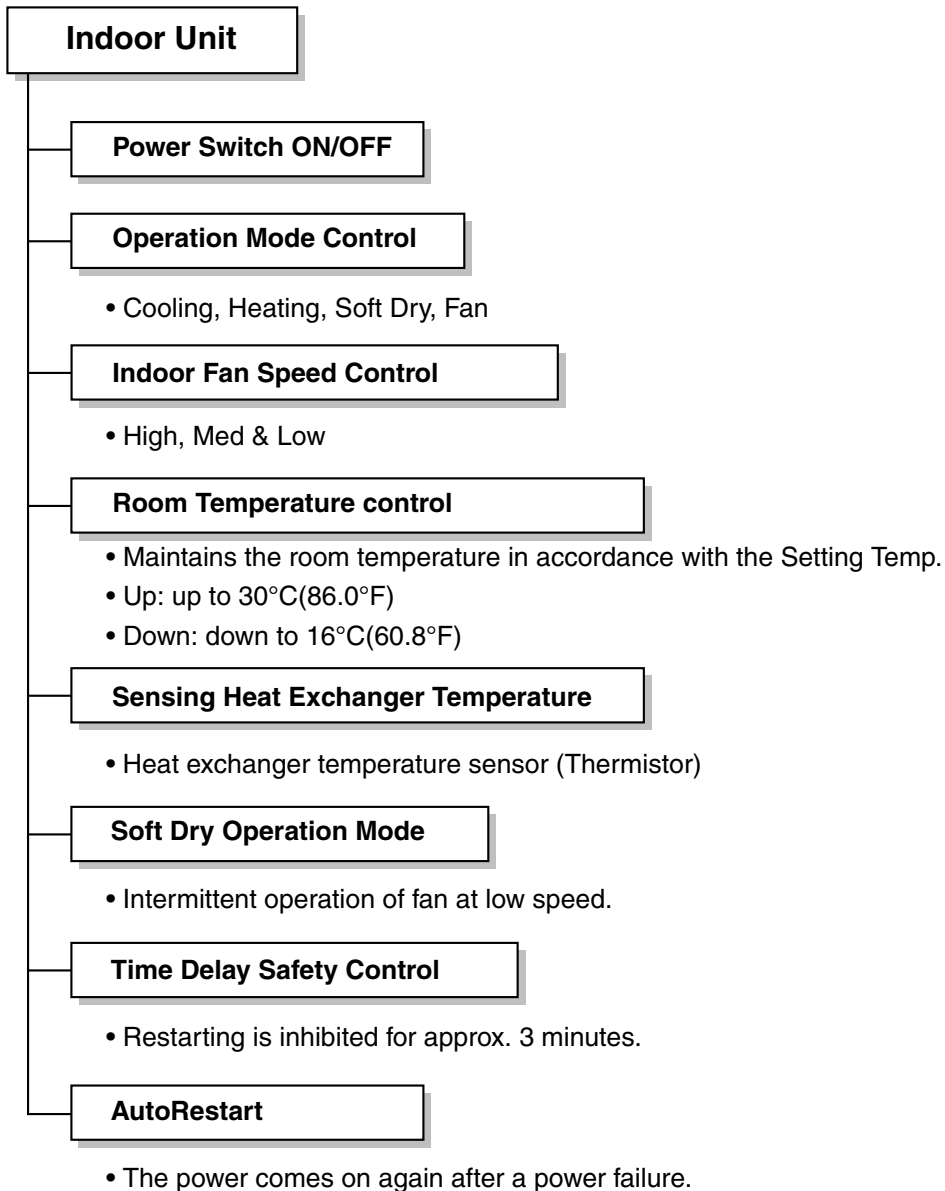 Indoor Unit
Power Switch ON/OFF
Operation Mode Control
• Cooling, Heating, Soft Dry, Fan
Indoor Fan Speed Control
• High, Med & Low
Room Temperature control
• Maintains the room temperature in accordance with the Setting Temp.
• Up: up to 30°C(86.0°F)
• Down: down to 16°C(60.8°F)
Sensing Heat Exchanger Temperature
• Heat exchanger temperature sensor (Thermistor)
Soft Dry Operation Mode
• Intermittent operation of fan at low speed.
Time Delay Safety Control
• Restarting is inhibited for approx. 3 minutes.
AutoRestart
• The power comes on again after a power failure.